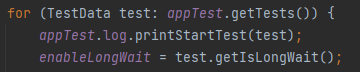 for (TestData test: appTest.getTests()) {
appTest.log.printStartTest(test);
enableLongWait = test.getIsLongWait();